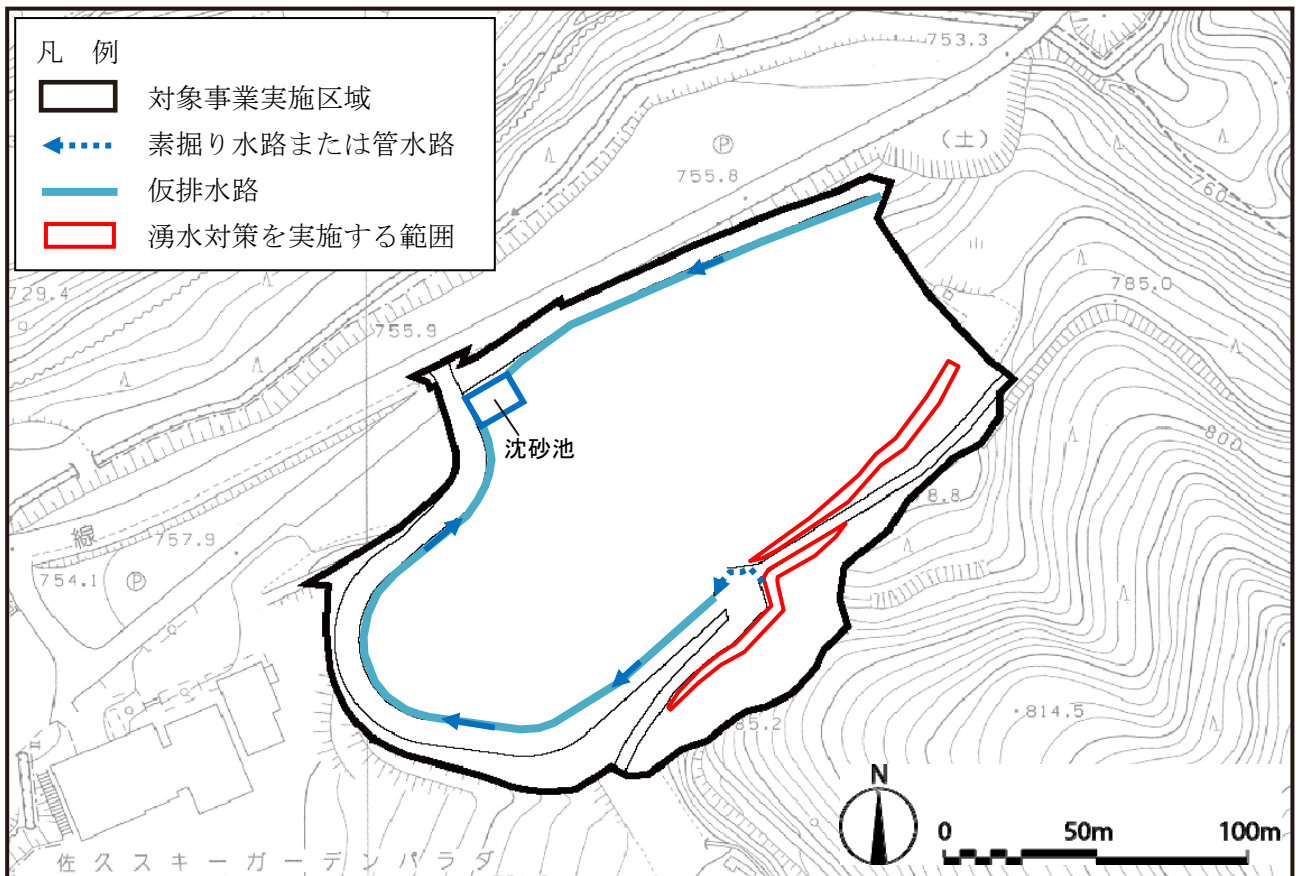 凡 例
対象事業実施区域
素掘り水路または管水路
仮排水路
湧水対策を実施する範囲
753.3
(土)
P
755.8
760
785.0
729.4
755.9
沈砂池
800
8.8
線
757.9
754.1
P
814.5
85.2
N
0 50m 100m
佐久スキーガーデンパラダ